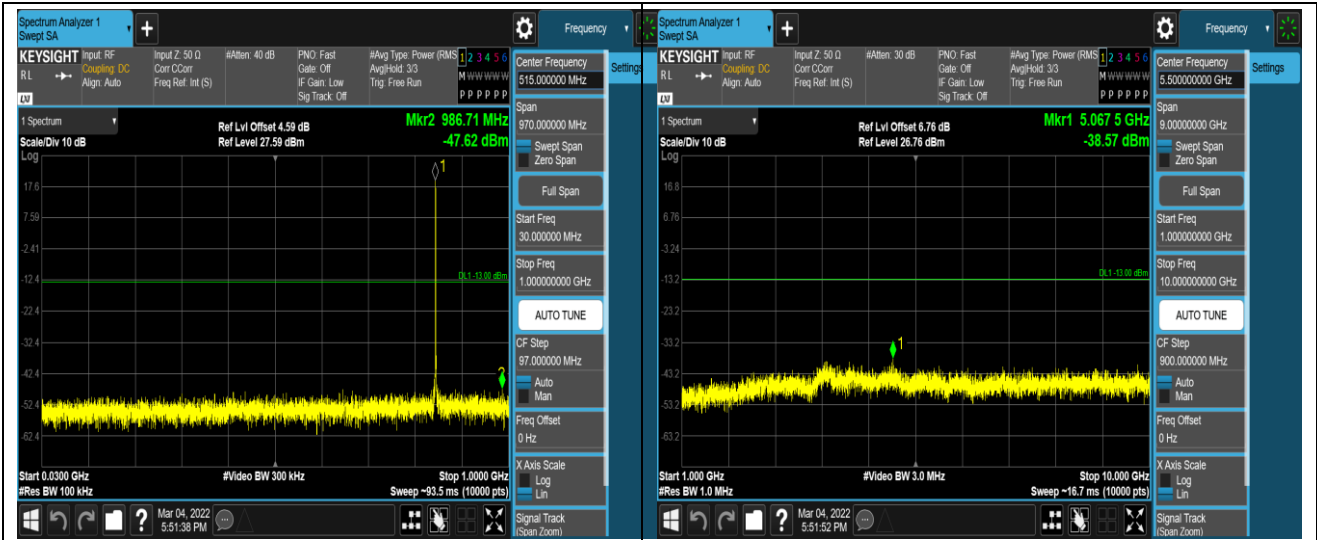 Spectrum Analyzer 1
Swept SA
+
Frequency
KEYSIGHT
Input: RF
Coupling: DC
Align: Auto
Input Z: 50 Ω
Corr CCorr
Freq Ref: Int (S)
#Atten: 40 dB
PNO: Fast
Gate: Off
IF Gain: Low
Sig Track: Off
#Avg Type: Power (RMS
Avg|Hold: 3/3
Trig: Free Run
1 2 3 4 5 6
M W W W W W
P P P P P P
RL
LXI
Center Frequency
515.000000 MHz
Settings
1 Spectrum
Scale/Div 10 dB
Log
Ref Lvl Offset 4.59 dB
Ref Level 27.59 dBm
Mkr2 986.71 MHz
-47.62 dBm
Span
970.000000 MHz
Swept Span
Zero Span
Full Span
Start Freq
30.000000 MHz
Stop Freq
1.000000000 GHz
AUTO TUNE
CF Step
97.000000 MHz
Auto
Man
Freq Offset
0 Hz
X Axis Scale
Log
Lin
Signal Track
(Span Zoom)
1
17.6
7.59
-2.41
-12.4
DL1 -13.00 dBm
-22.4
-32.4
-42.4
-52.4
-62.4
Start 0.0300 GHz
#Res BW 100 kHz
#Video BW 300 kHz
Stop 1.0000 GHz
Sweep ~93.5 ms (10000 pts)
?
Mar 04, 2022
5:51:38 PM
Spectrum Analyzer 1
Swept SA
+
Frequency
KEYSIGHT
Input: RF
Coupling: DC
Align: Auto
Input Z: 50 Ω
Corr CCorr
Freq Ref: Int (S)
#Atten: 30 dB
PNO: Fast
Gate: Off
IF Gain: Low
Sig Track: Off
#Avg Type: Power (RMS
Avg|Hold: 3/3
Trig: Free Run
1 2 3 4 5 6
M W W W W W
P P P P P P
RL
LXI
Center Frequency
5.500000000 GHz
Settings
1 Spectrum
Scale/Div 10 dB
Log
Ref Lvl Offset 6.76 dB
Ref Level 26.76 dBm
Mkr1 5.067 5 GHz
-38.57 dBm
Span
9.00000000 GHz
Swept Span
Zero Span
Full Span
Start Freq
1.000000000 GHz
Stop Freq
10.000000000 GHz
AUTO TUNE
CF Step
900.000000 MHz
Auto
Man
Freq Offset
0 Hz
X Axis Scale
Log
Lin
Signal Track
(Span Zoom)
16.8
6.76
-3.24
-13.2
DL1 -13.00 dBm
-23.2
-33.2
1
-43.2
-53.2
-63.2
Start 1.000 GHz
#Res BW 1.0 MHz
#Video BW 3.0 MHz
Stop 10.000 GHz
Sweep ~16.7 ms (10000 pts)
?
Mar 04, 2022
5:51:52 PM